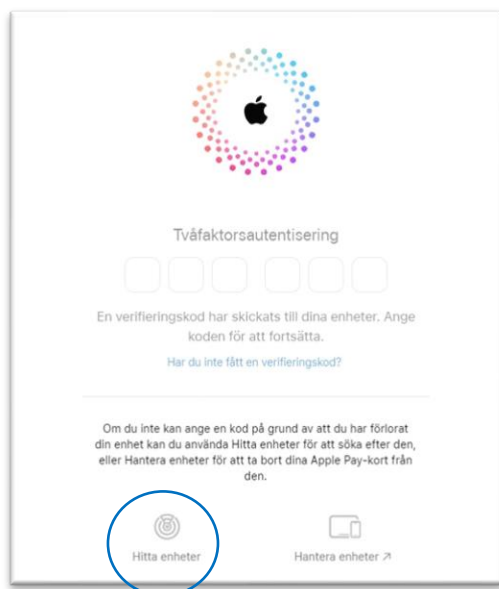 Tvåfaktorsautentisering
En verifieringskod har skickats till dina enheter. Ange
koden för att fortsätta.
Har du inte fått en verifieringskod?
Om du inte kan ange en kod på grund av att du har förlorat
din enhet kan du använda Hitta enheter för att söka efter den,
eller Hantera enheter för att ta bort dina Apple Pay-kort från
den.
Hitta enheter
Hantera enheter ↗